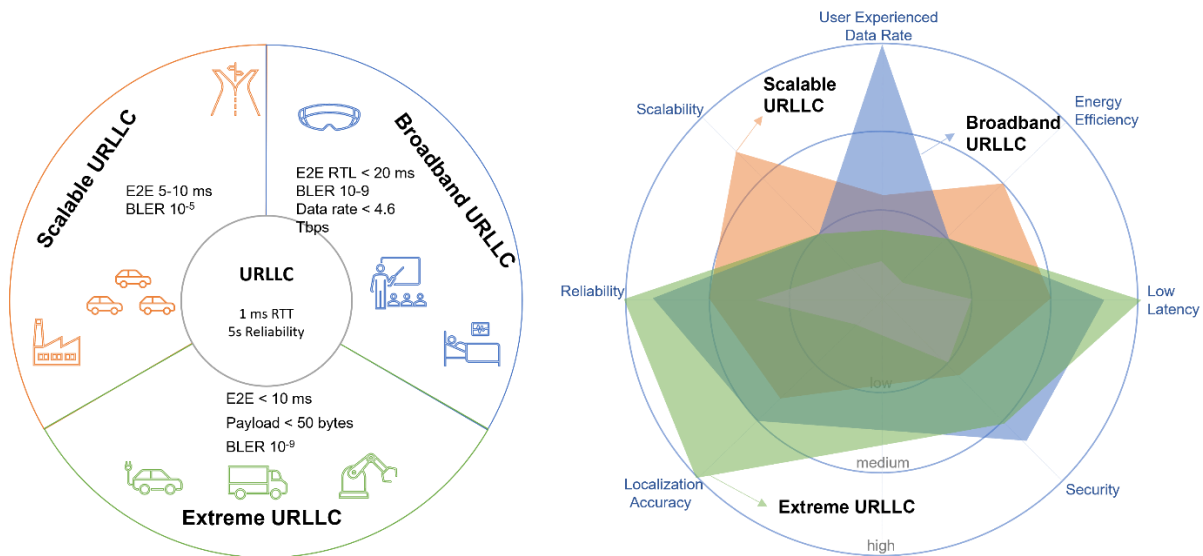 Scalable URLLC
E2E 5-10 ms
BLER 10-5
Broadband URLLC
E2E RTL < 20 ms
BLER 10-9
Data rate < 4.6
Tbps
URLLC
1 ms RTT
5s Reliability
E2E < 10 ms
Payload < 50 bytes
BLER 10-9
Extreme URLLC
User Experienced
Data Rate
Scalable
URLLC
Scalability
Energy
Efficiency
Broadband
URLLC
Reliability
Low
Latency
low
medium
Localization
Accuracy
Security
Extreme URLLC
high